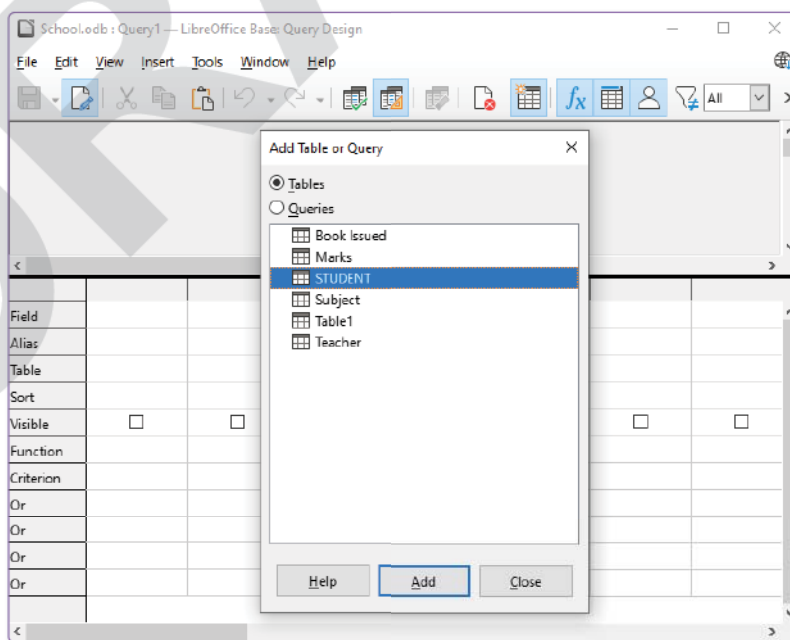 School.odb : Query1 — LibreOffice Base: Query Design
File Edit View Insert Tools Window Help
All
Add Table or Query
Tables
Queries
Book Issued
Marks
STUDENT
Subject
Table1
Teacher
Help Add Close
Field
Alias
Table
Sort
Visible
Function
Criterion
Or
Or
Or
Or